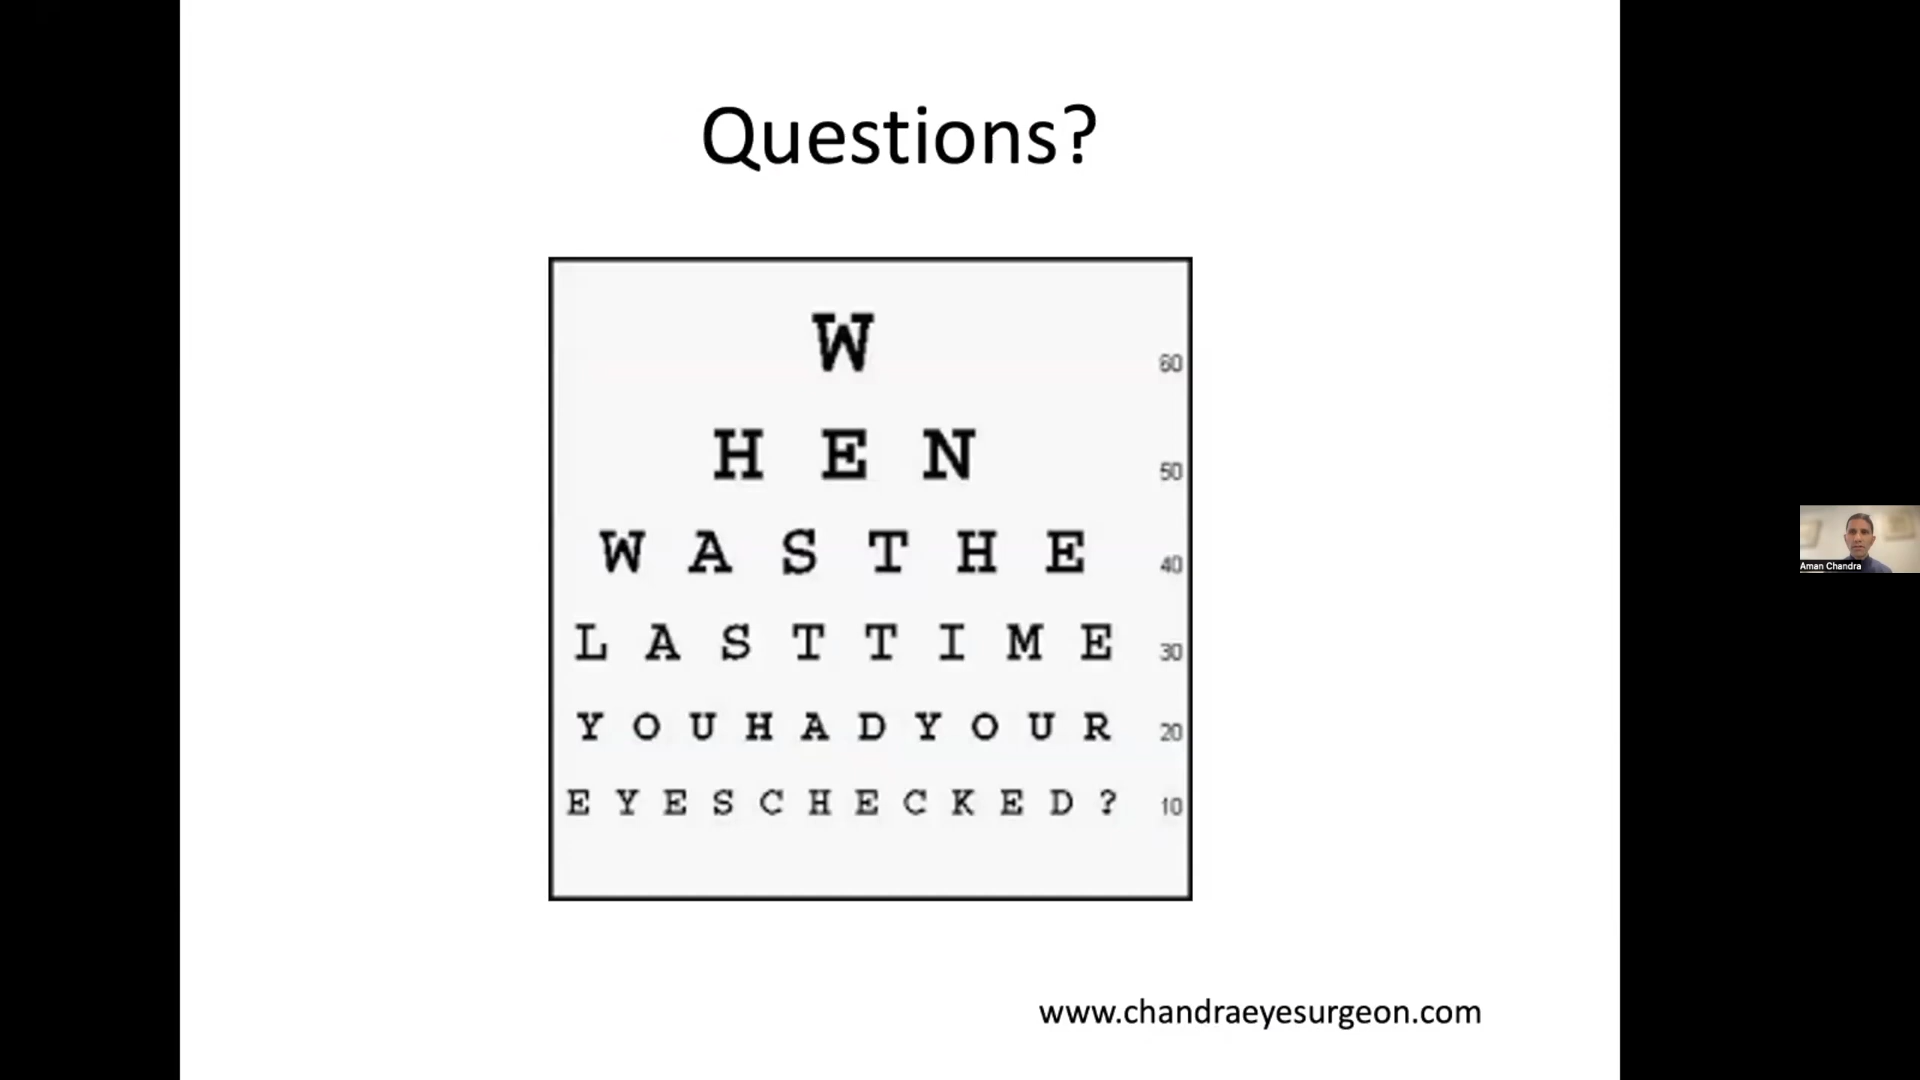 Questions?
W
60
H E N
50
W A S T H E
40
L A S T T I M E
30
Y O U H A D Y O U R
20
E Y E S C H E C K E D ?
10
Aman Chandra
www.chandraeyesurgeon.com